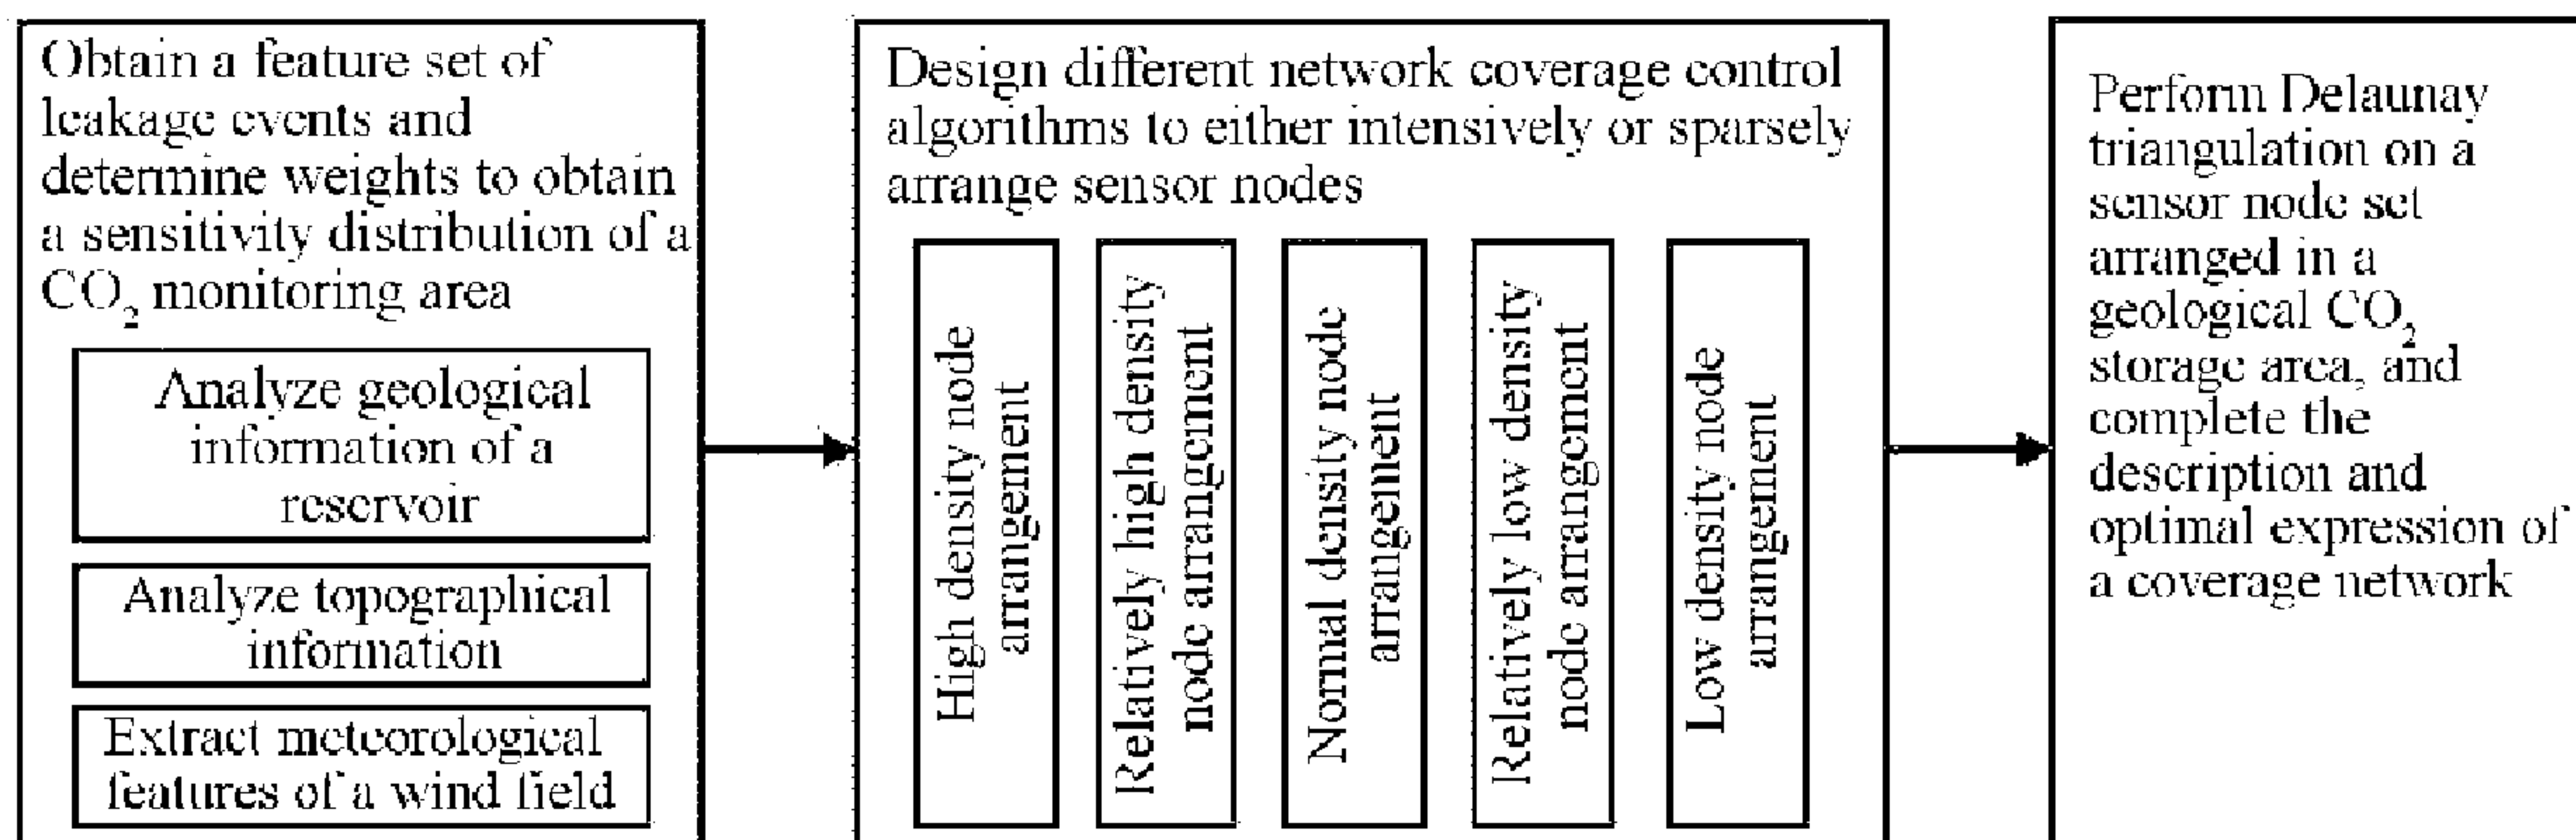 Obtain a feature set of
leakage events and
determine weights to obtain
a sensitivity distribution of a
CO₂ monitoring area
Analyze geological
information of a
reservoir
Analyze topographical
information
Extract meteorological
features of a wind field
Design different network coverage control
algorithms to either intensively or sparsely
arrange sensor nodes
High density node
arrangement
Relatively high density
node arrangement
Normal density node
arrangement
Relatively low density
node arrangement
Low density node
arrangement
Perform Delaunay
triangulation on a
sensor node set
arranged in a
geological CO₂
storage area, and
complete the
description and
optimal expression of
a coverage network